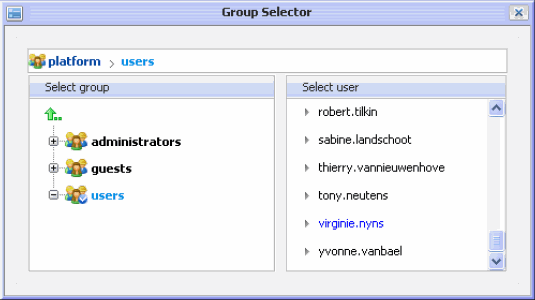 Group Selector
platform > users
Select group
Select user
administrators
guests
users
robert.tilkin
sabine.landschoot
thierry.vannieuwenhove
tony.neutens
virginie.nyns
yvonne.vanbael